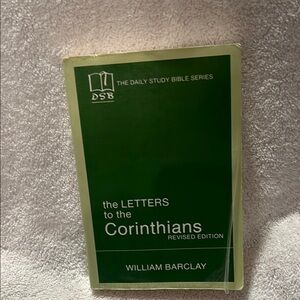 THE DAILY STUDY BIBLE SERIES
DSB
the LETTERS
to the
Corinthians
REVISED EDITION
WILLIAM BARCLAY